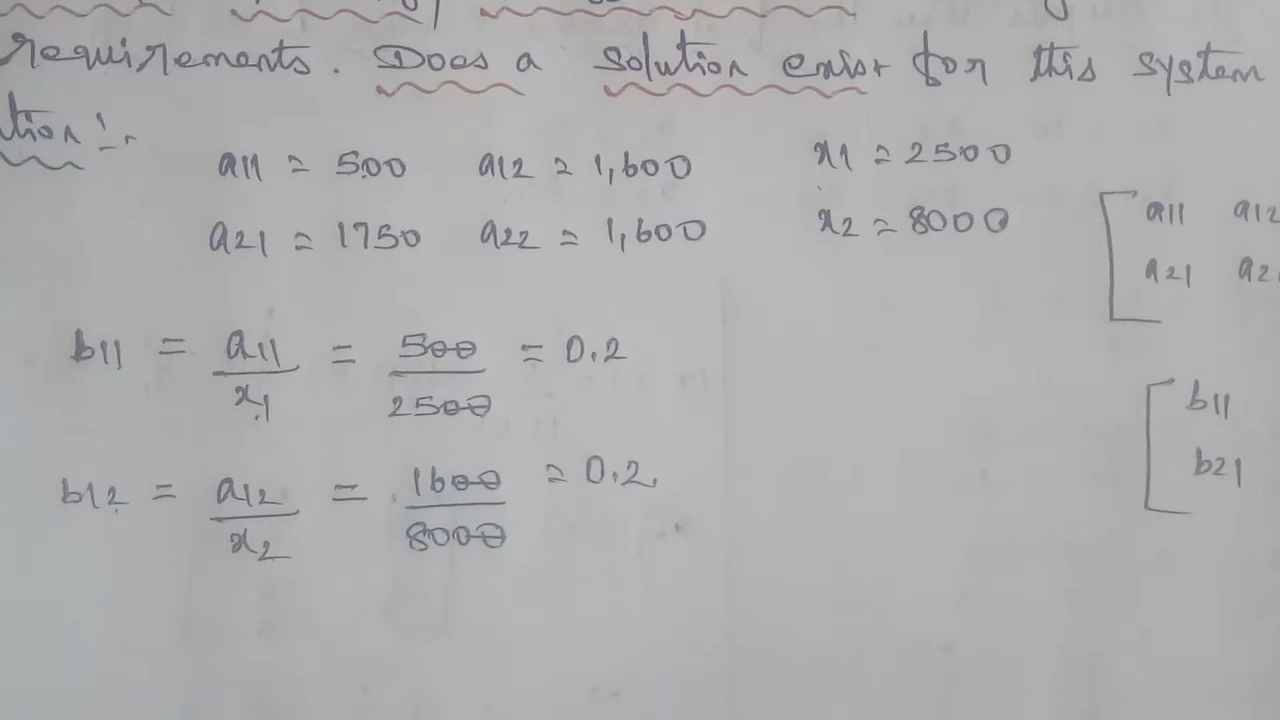 requirements. Does a solution exist for this system
tion:-
a11 = 500 a12 = 1,600 x1 = 2500
a21 = 1750 a22 = 1,600 x2 = 8000
[ a11 a12
a21 a2
b11 = a11 / x1 = 500 / 2500 = 0.2
[ b11
b21
b12 = a12 / x2 = 1600 / 8000 = 0.2